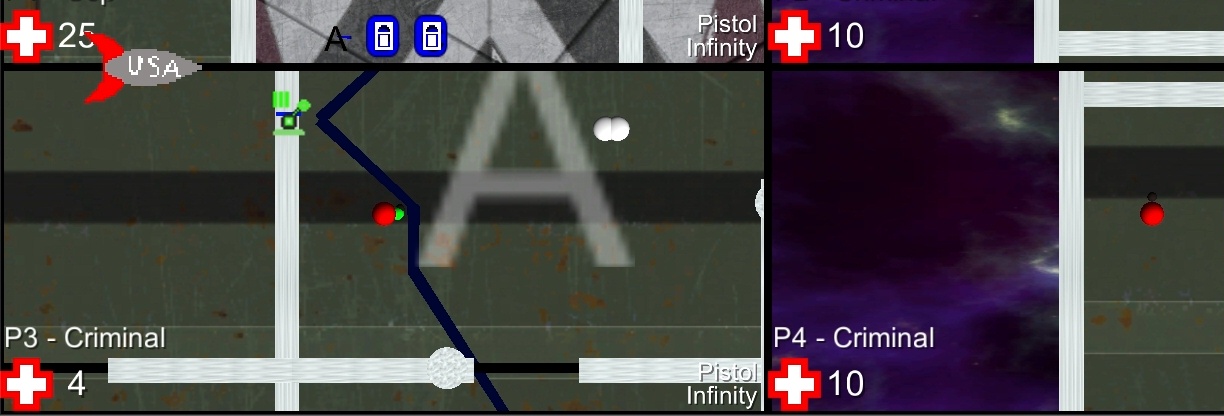 25
A
Pistol
Infinity
10
USA
A
P3 - Criminal
4
Pistol
Infinity
P4 - Criminal
10